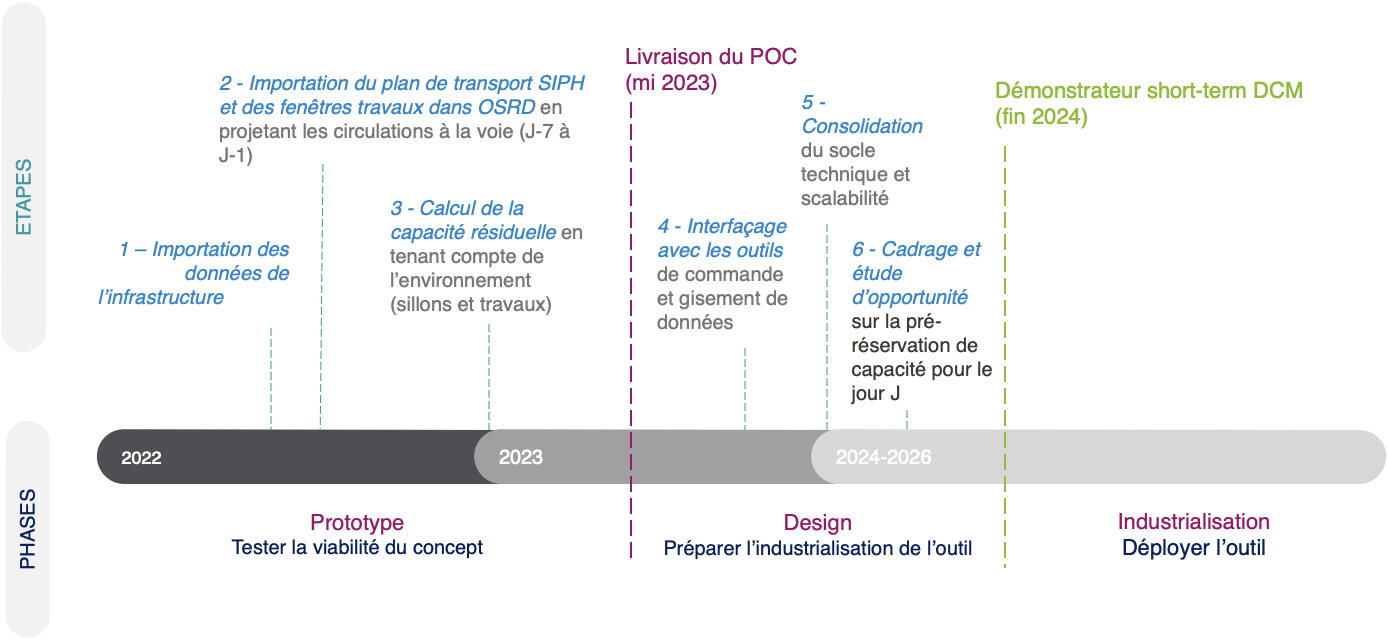 ETAPES
1 – Importation des
données de
l’infrastructure
2 - Importation du plan de transport SIPH
et des fenêtres travaux dans OSRD en
projetant les circulations à la voie (J-7 à
J-1)
3 - Calcul de la
capacité résiduelle en
tenant compte de
l’environnement
(sillons et travaux)
Livraison du POC
(mi 2023)
4 - Interfaçage
avec les outils
de commande
et gisement de
données
5 -
Consolidation
du socle
technique et
scalabilité
6 - Cadrage et
étude
d’opportunité
sur la pré-
réservation de
capacité pour le
jour J
Démonstrateur short-term DCM
(fin 2024)
2022
2023
2024-2026
PHASES
Prototype
Tester la viabilité du concept
Design
Préparer l’industrialisation de l’outil
Industrialisation
Déployer l’outil